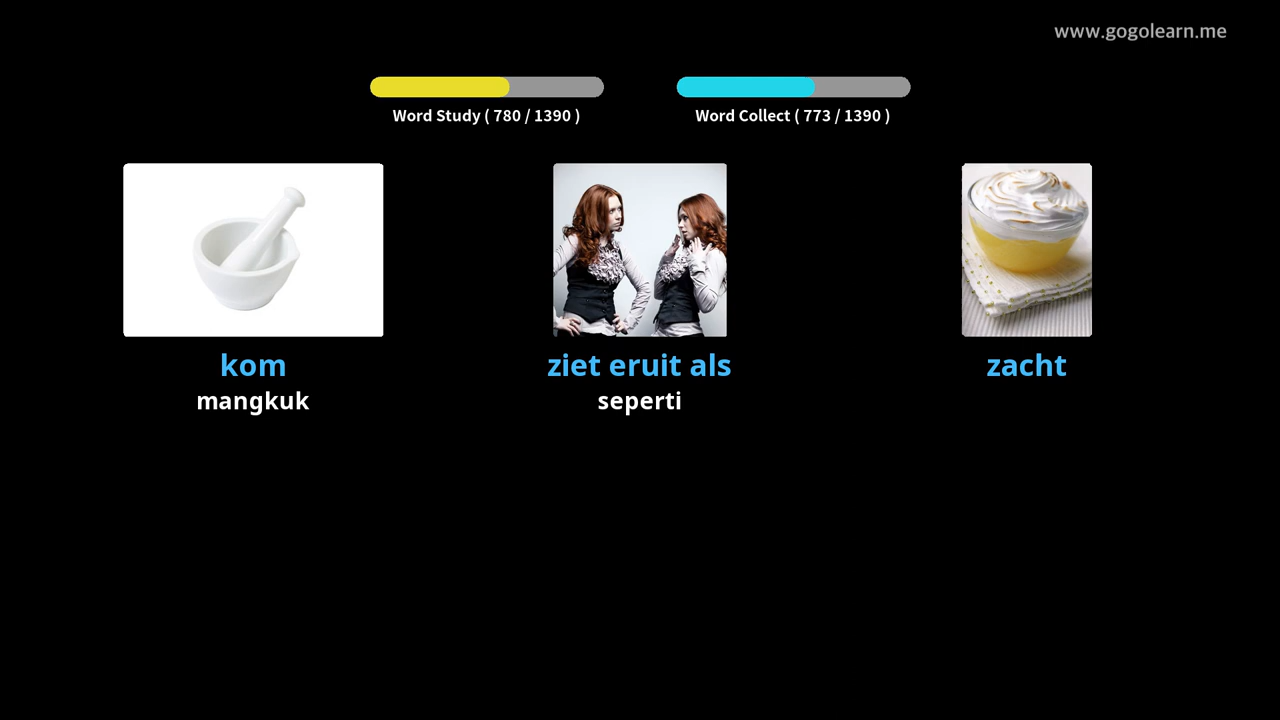 www.gogolearn.me
Word Study ( 780 / 1390 )
Word Collect ( 773 / 1390 )
kom
mangkuk
ziet eruit als
seperti
zacht